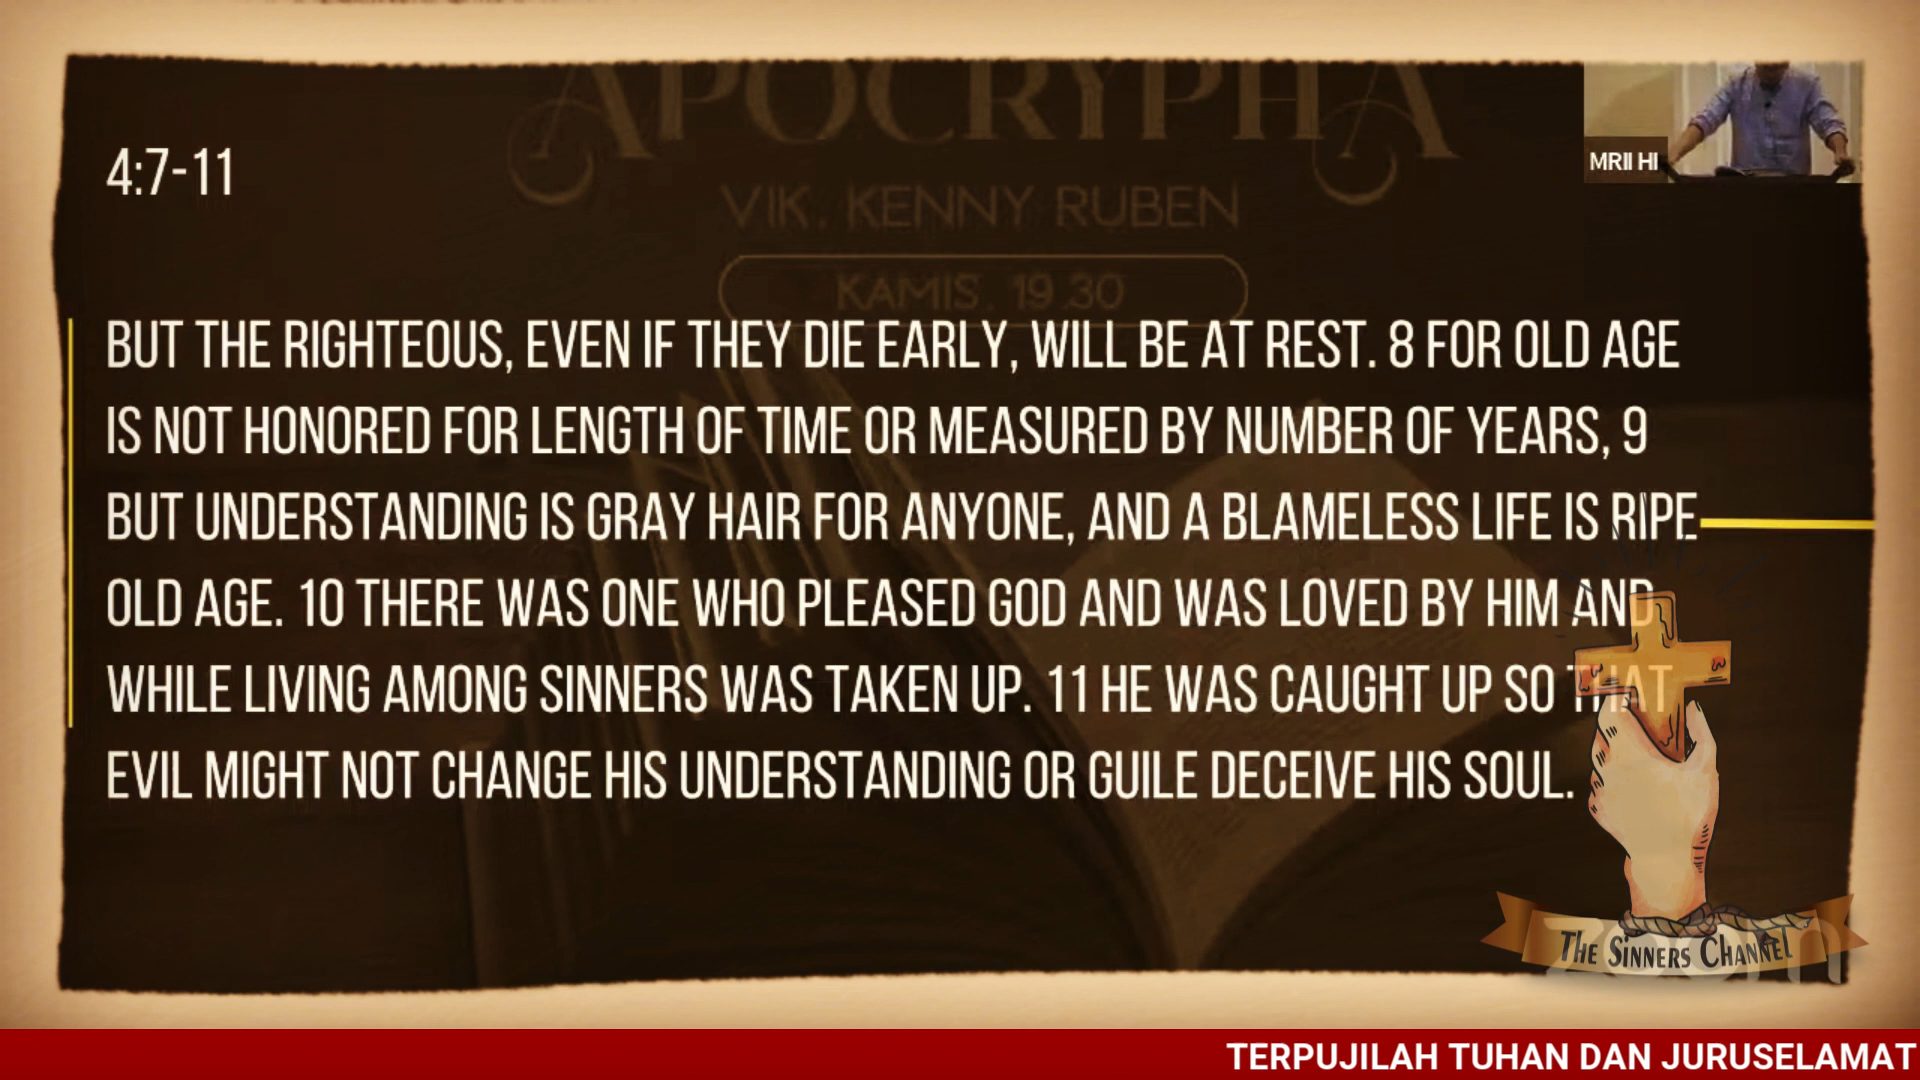 APOCRYPHA
MRII HI
4:7-11
VIK. KENNY RUBEN
KAMIS, 19.30
BUT THE RIGHTEOUS, EVEN IF THEY DIE EARLY, WILL BE AT REST. 8 FOR OLD AGE
IS NOT HONORED FOR LENGTH OF TIME OR MEASURED BY NUMBER OF YEARS, 9
BUT UNDERSTANDING IS GRAY HAIR FOR ANYONE, AND A BLAMELESS LIFE IS RIPE
OLD AGE. 10 THERE WAS ONE WHO PLEASED GOD AND WAS LOVED BY HIM AND
WHILE LIVING AMONG SINNERS WAS TAKEN UP. 11 HE WAS CAUGHT UP SO THAT
EVIL MIGHT NOT CHANGE HIS UNDERSTANDING OR GUILE DECEIVE HIS SOUL.
THE SINNERS CHANNEL
zoom
TERPUJILAH TUHAN DAN JURUSELAMAT